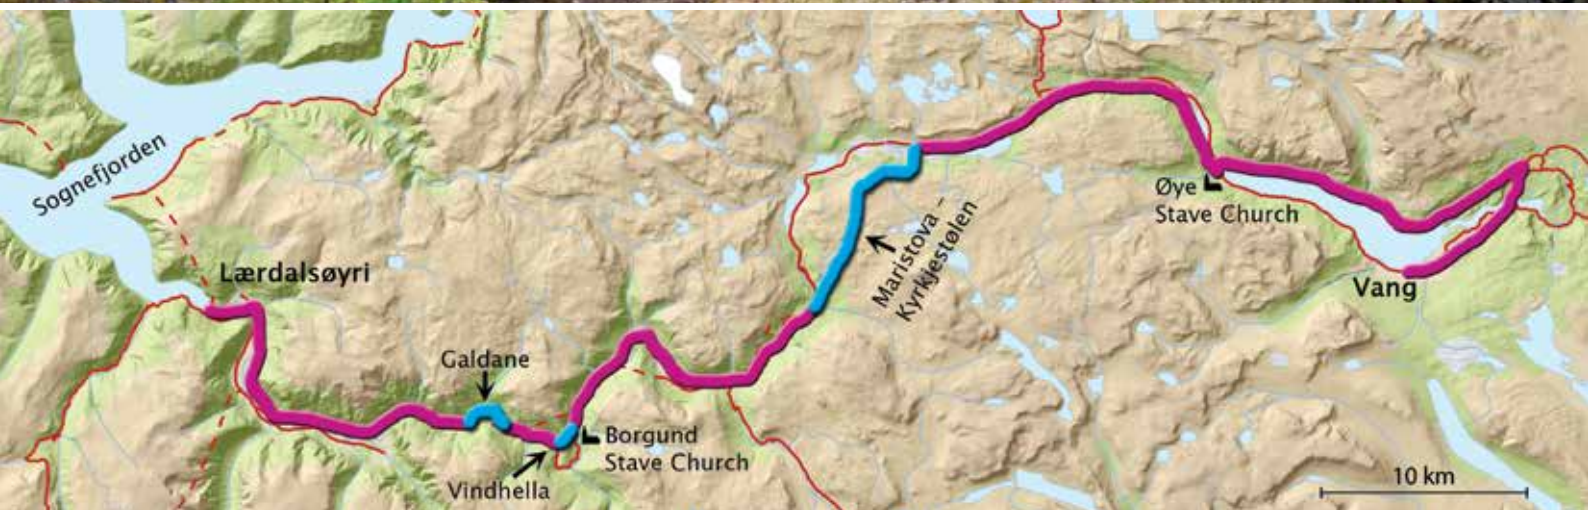 Sognefjorden
Lærdalsøyri
Galdane
Vindhella
Borgund
Stave Church
Maristova –
Kyrkjestølen
Øye
Stave Church
Vang
10 km